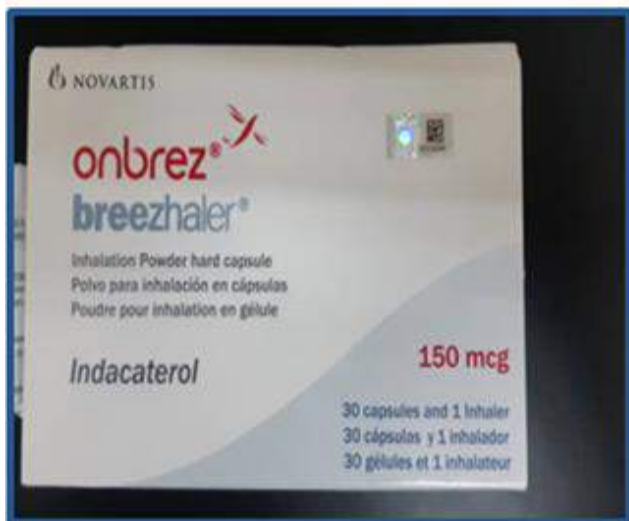 NOVARTIS
onbrez®
breezhaler®
Inhalation Powder hard capsule
Polvo para inhalación en cápsulas
Poudre pour inhalation en gélule
Indacaterol
150 mcg
30 capsules and 1 Inhaler
30 cápsulas y 1 inhalador
30 gélules et 1 inhalateur